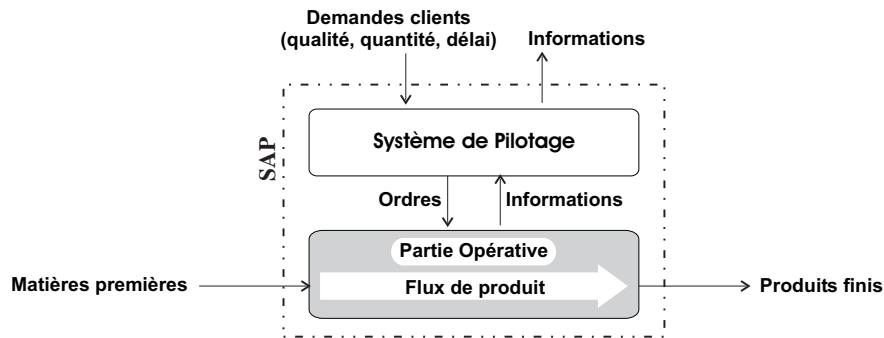 Demandes clients
(qualité, quantité, délai)
Informations
SAP
Système de Pilotage
Ordres
Informations
Partie Opérative
Matières premières
Flux de produit
Produits finis